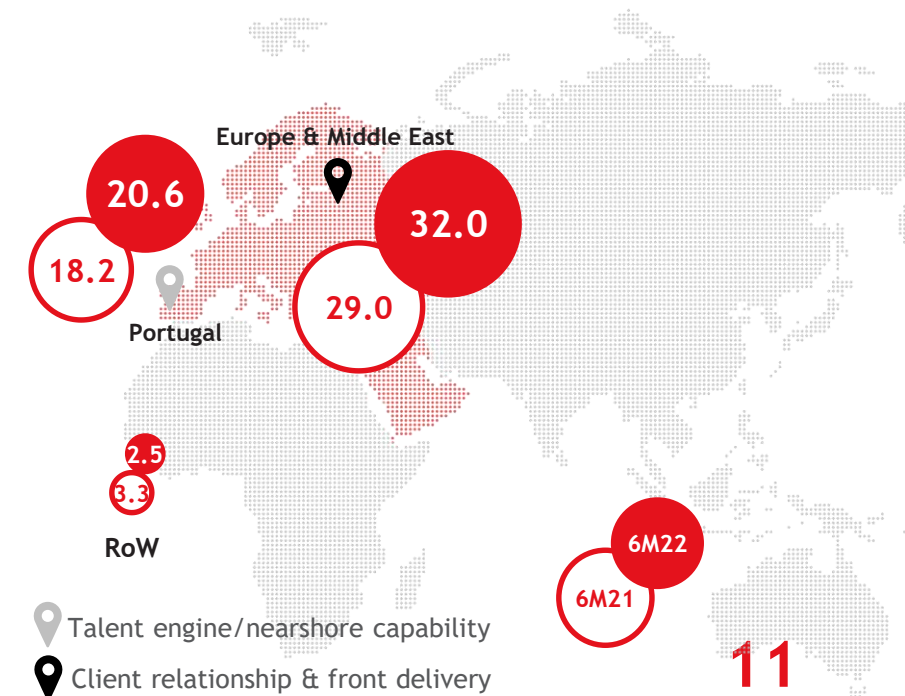 Europe & Middle East
20.6
32.0
18.2
29.0
Portugal
2.5
3.3
RoW
6M22
6M21
Talent engine/nearshore capability
11
Client relationship & front delivery